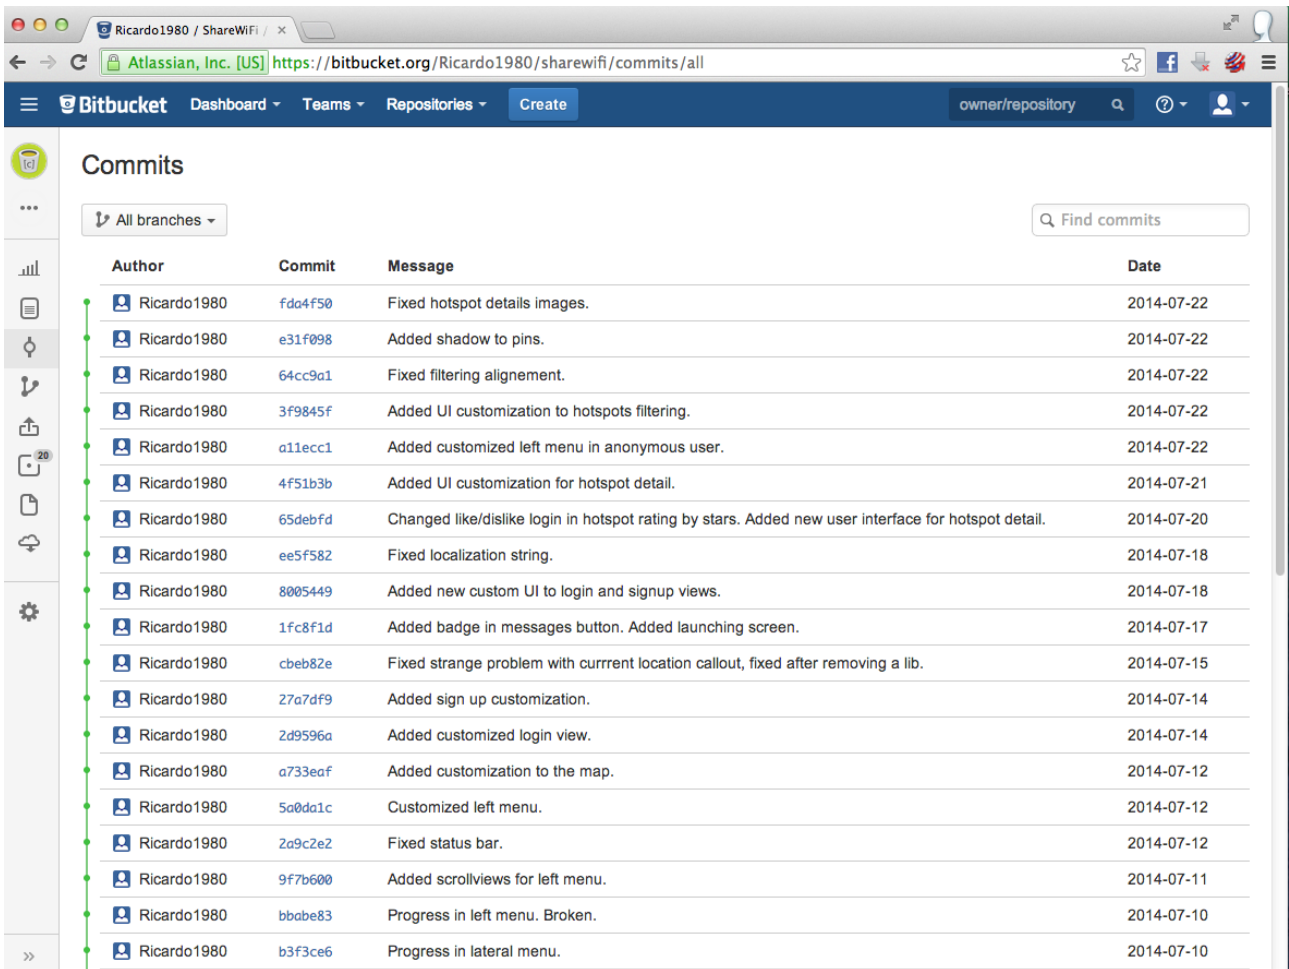 Ricardo1980 / ShareWiFi /
Atlassian, Inc. [US] https://bitbucket.org/Ricardo1980/sharewifi/commits/all
Bitbucket Dashboard Teams Repositories Create owner/repository
Commits
All branches Find commits
Author Commit Message Date
Ricardo1980 fda4f50 Fixed hotspot details images. 2014-07-22
Ricardo1980 e31f098 Added shadow to pins. 2014-07-22
Ricardo1980 64cc9a1 Fixed filtering alignement. 2014-07-22
Ricardo1980 3f9845f Added UI customization to hotspots filtering. 2014-07-22
Ricardo1980 a11ecc1 Added customized left menu in anonymous user. 2014-07-22
20
Ricardo1980 4f51b3b Added UI customization for hotspot detail. 2014-07-21
Ricardo1980 65debfd Changed like/dislike login in hotspot rating by stars. Added new user interface for hotspot detail. 2014-07-20
Ricardo1980 ee5f582 Fixed localization string. 2014-07-18
Ricardo1980 8005449 Added new custom UI to login and signup views. 2014-07-18
Ricardo1980 1fc8f1d Added badge in messages button. Added launching screen. 2014-07-17
Ricardo1980 cbeb82e Fixed strange problem with currrent location callout, fixed after removing a lib. 2014-07-15
Ricardo1980 27a7df9 Added sign up customization. 2014-07-14
Ricardo1980 2d9596a Added customized login view. 2014-07-14
Ricardo1980 a733eaf Added customization to the map. 2014-07-12
Ricardo1980 5a0da1c Customized left menu. 2014-07-12
Ricardo1980 2a9c2e2 Fixed status bar. 2014-07-12
Ricardo1980 9f7b600 Added scrollviews for left menu. 2014-07-11
Ricardo1980 bbabe83 Progress in left menu. Broken. 2014-07-10
Ricardo1980 b3f3ce6 Progress in lateral menu. 2014-07-10